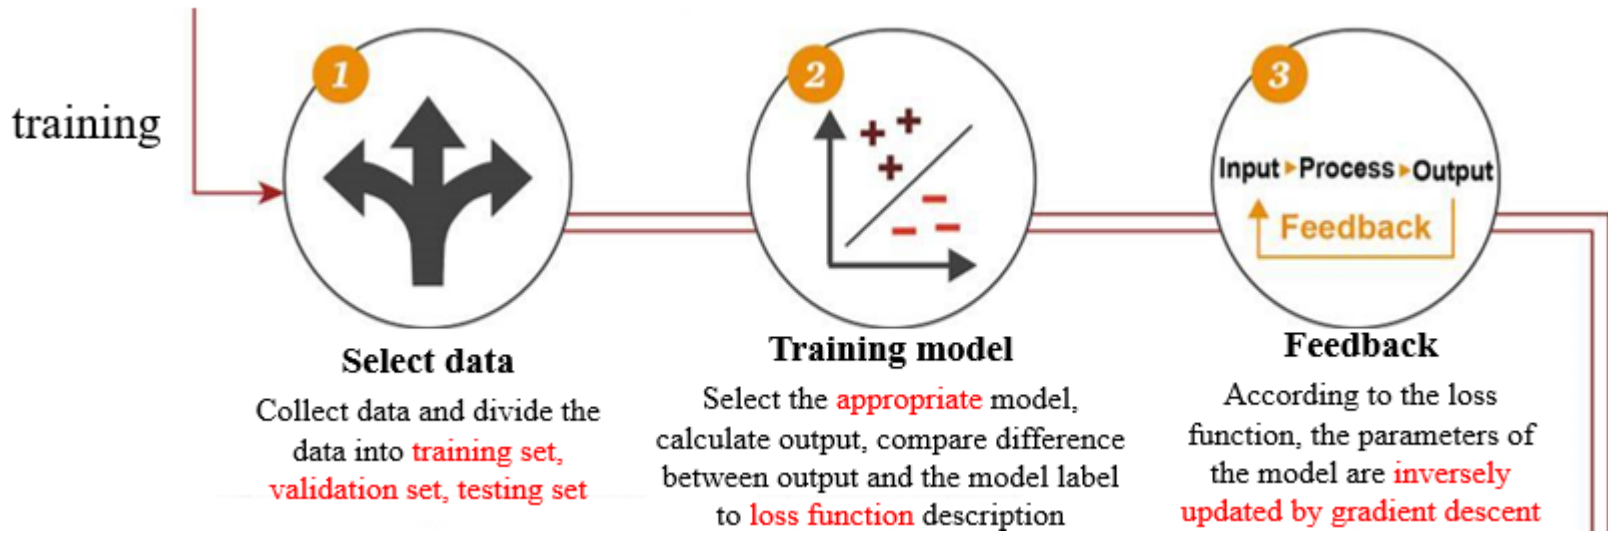 training
1
Select data
Collect data and divide the
data into training set,
validation set, testing set
2
Training model
Select the appropriate model,
calculate output, compare difference
between output and the model label
to loss function description
3
Input Process Output
Feedback
Feedback
According to the loss
function, the parameters of
the model are inversely
updated by gradient descent